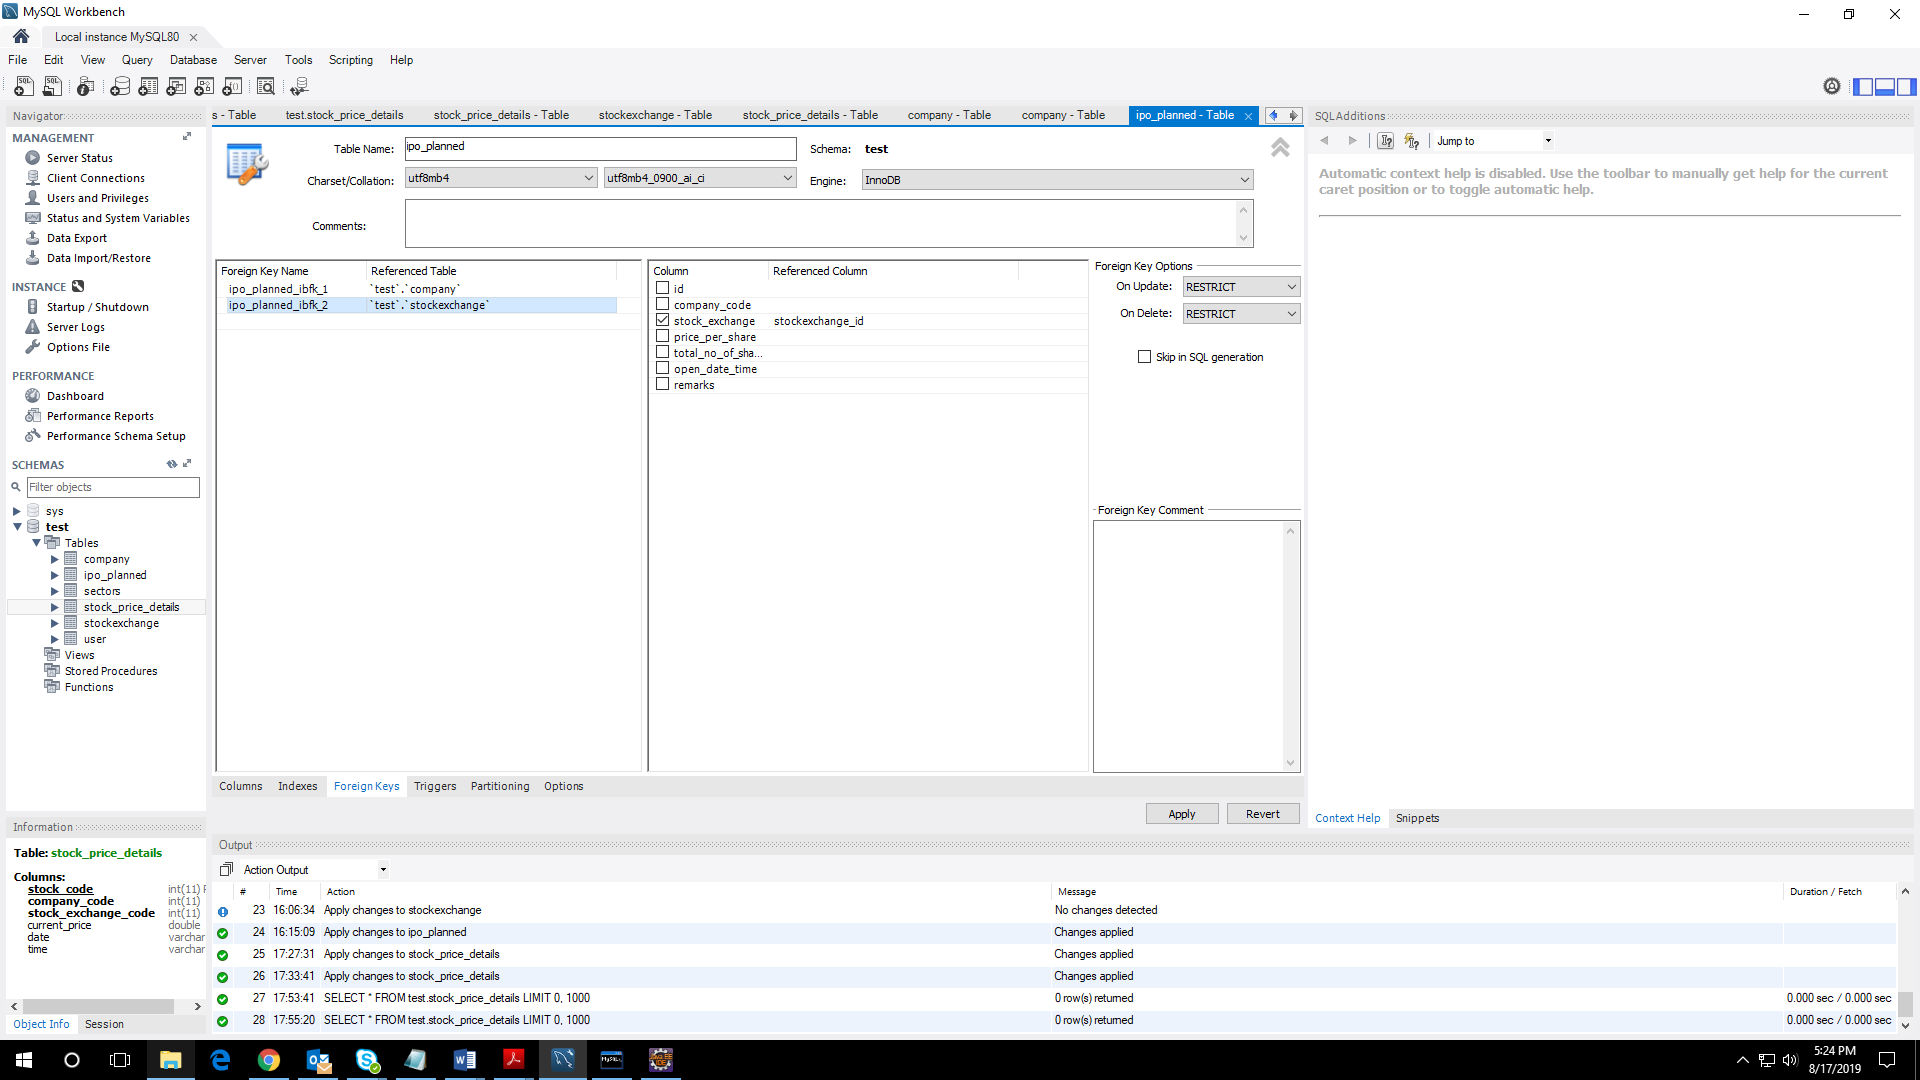 MySQL Workbench
Local instance MySQL80
File Edit View Query Database Server Tools Scripting Help
Navigator
MANAGEMENT
Server Status
Client Connections
Users and Privileges
Status and System Variables
Data Export
Data Import/Restore
INSTANCE
Startup / Shutdown
Server Logs
Options File
PERFORMANCE
Dashboard
Performance Reports
Performance Schema Setup
SCHEMAS
Filter objects
sys
test
Tables
company
ipo_planned
sectors
stock_price_details
stockexchange
user
Views
Stored Procedures
Functions
Information
Table: stock_price_details
Columns:
stock_code int(11) P
company_code int(11)
stock_exchange_code int(11)
current_price double
date varchar
time varchar
Object Info Session
s - Table test.stock_price_details stock_price_details - Table stockexchange - Table stock_price_details - Table company - Table company - Table ipo_planned - Table
Table Name: ipo_planned Schema: test
Charset/Collation: utf8mb4 utf8mb4_0900_ai_ci Engine: InnoDB
Comments:
Foreign Key Name Referenced Table
ipo_planned_ibfk_1 `test`.`company`
ipo_planned_ibfk_2 `test`.`stockexchange`
Column Referenced Column
id
company_code
stock_exchange stockexchange_id
price_per_share
total_no_of_sha...
open_date_time
remarks
Foreign Key Options
On Update: RESTRICT
On Delete: RESTRICT
Skip in SQL generation
Foreign Key Comment
Columns Indexes Foreign Keys Triggers Partitioning Options
Apply Revert
SQLAdditions
Jump to
Automatic context help is disabled. Use the toolbar to manually get help for the current
caret position or to toggle automatic help.
Context Help Snippets
Output
Action Output
# Time Action Message Duration / Fetch
23 16:06:34 Apply changes to stockexchange No changes detected
24 16:15:09 Apply changes to ipo_planned Changes applied
25 17:27:31 Apply changes to stock_price_details Changes applied
26 17:33:41 Apply changes to stock_price_details Changes applied
27 17:53:41 SELECT * FROM test.stock_price_details LIMIT 0, 1000 0 row(s) returned 0.000 sec / 0.000 sec
28 17:55:20 SELECT * FROM test.stock_price_details LIMIT 0, 1000 0 row(s) returned 0.000 sec / 0.000 sec
5:24 PM
8/17/2019